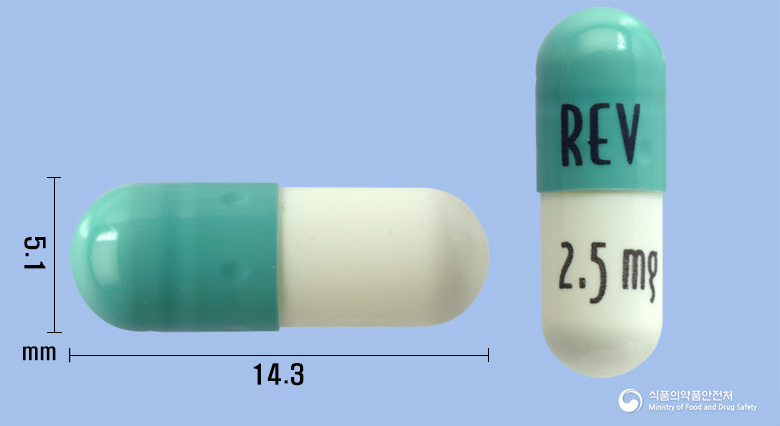 REV
2.5 mg
5.1
mm
14.3
식품의약품안전처
Ministry of Food and Drug Safety